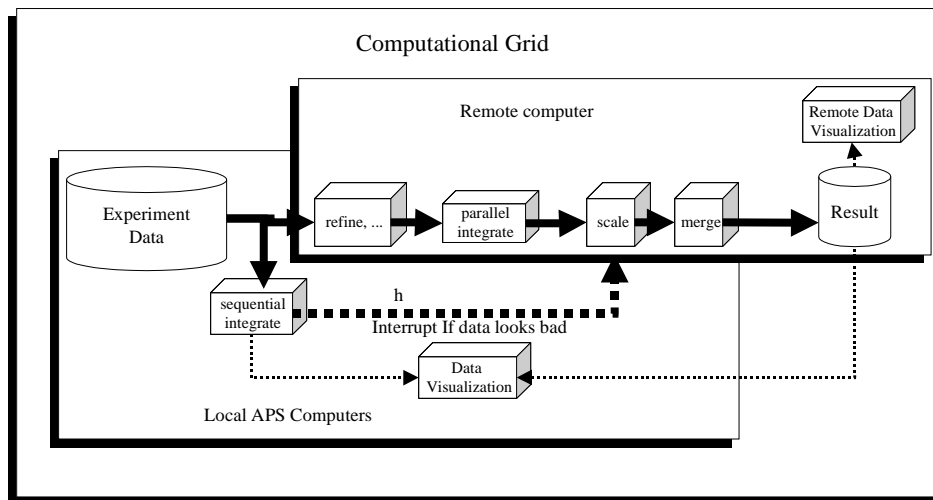 Computational Grid
Remote computer
Remote Data
Visualization
Experiment
Data
refine, ...
parallel
integrate
scale
merge
Result
sequential
integrate
h
Interrupt If data looks bad
Data
Visualization
Local APS Computers